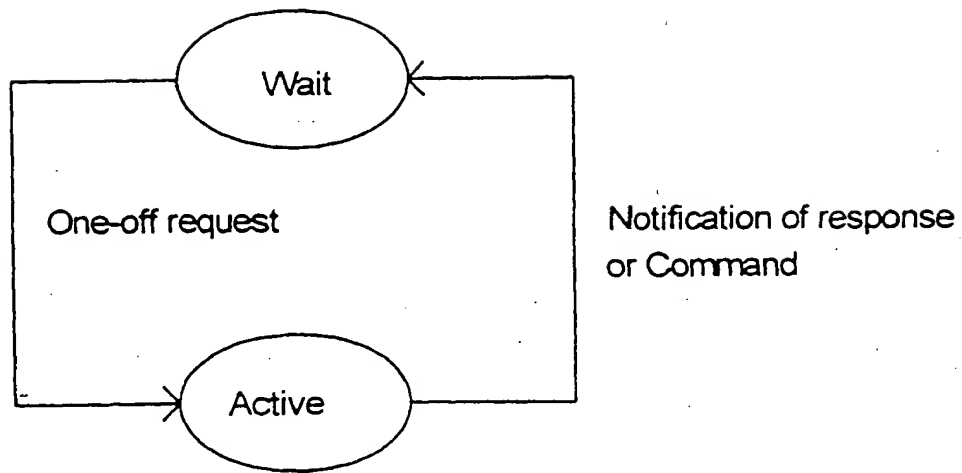 Wait
One-off request
Notification of response
or Command
Active